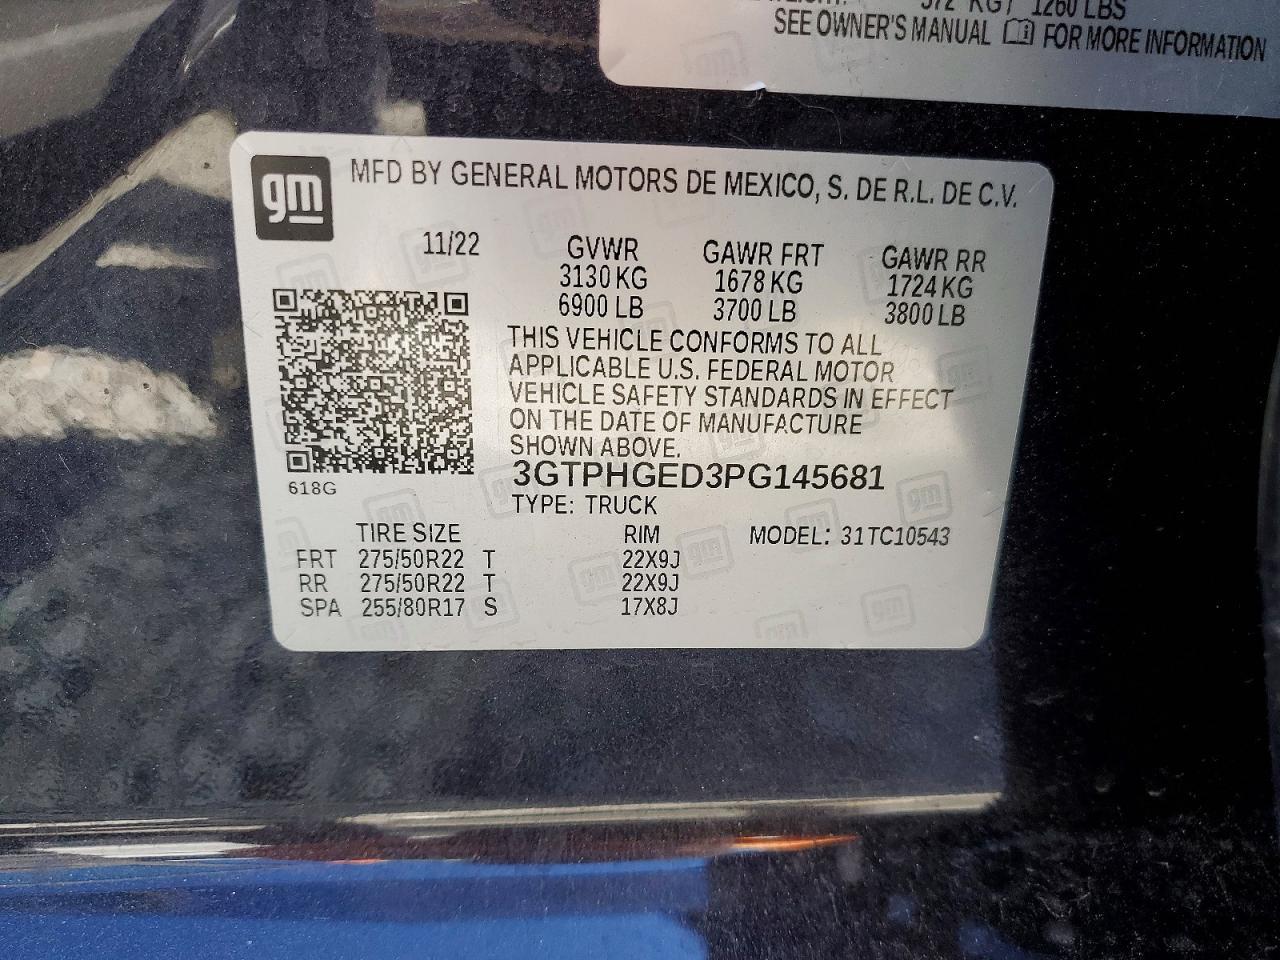 KG 1260 LBS
SEE OWNER'S MANUAL FOR MORE INFORMATION
gm
MFD BY GENERAL MOTORS DE MEXICO, S. DE R.L. DE C.V.
11/22 GVWR GAWR FRT GAWR RR
3130 KG 1678 KG 1724 KG
6900 LB 3700 LB 3800 LB
THIS VEHICLE CONFORMS TO ALL
APPLICABLE U.S. FEDERAL MOTOR
VEHICLE SAFETY STANDARDS IN EFFECT
ON THE DATE OF MANUFACTURE
SHOWN ABOVE.
3GTPHGED3PG145681
618G
TYPE: TRUCK
TIRE SIZE RIM MODEL: 31TC10543
FRT 275/50R22 T 22X9J
RR 275/50R22 T 22X9J
SPA 255/80R17 S 17X8J